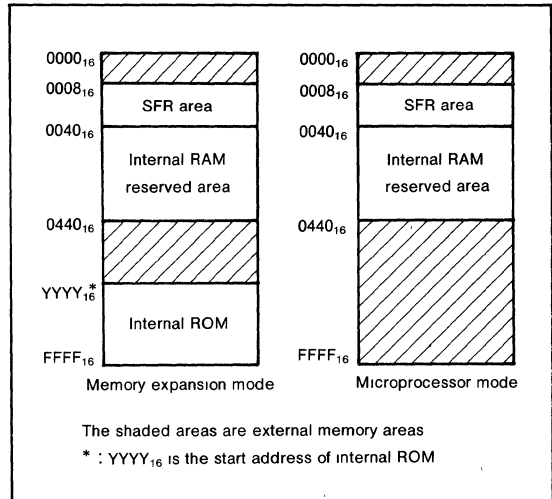 0000₁₆
0008₁₆
SFR area
0040₁₆
Internal RAM
reserved area
0440₁₆
YYYY₁₆*
Internal ROM
FFFF₁₆
Memory expansion mode
0000₁₆
0008₁₆
SFR area
0040₁₆
Internal RAM
reserved area
0440₁₆
FFFF₁₆
Microprocessor mode
The shaded areas are external memory areas
* : YYYY₁₆ is the start address of internal ROM